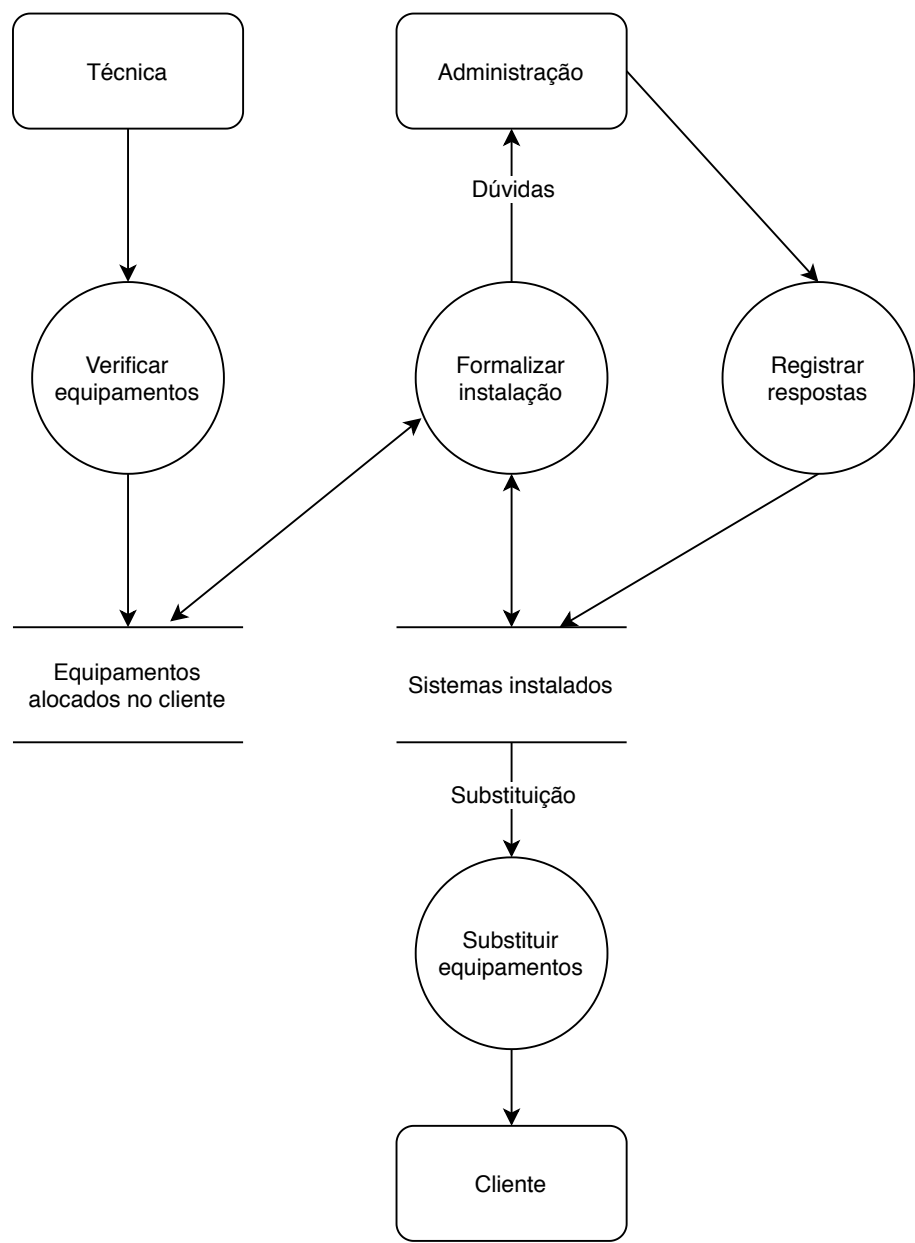 Técnica
Administração
Dúvidas
Verificar
equipamentos
Formalizar
instalação
Registrar
respostas
Equipamentos
alocados no cliente
Sistemas instalados
Substituição
Substituir
equipamentos
Cliente